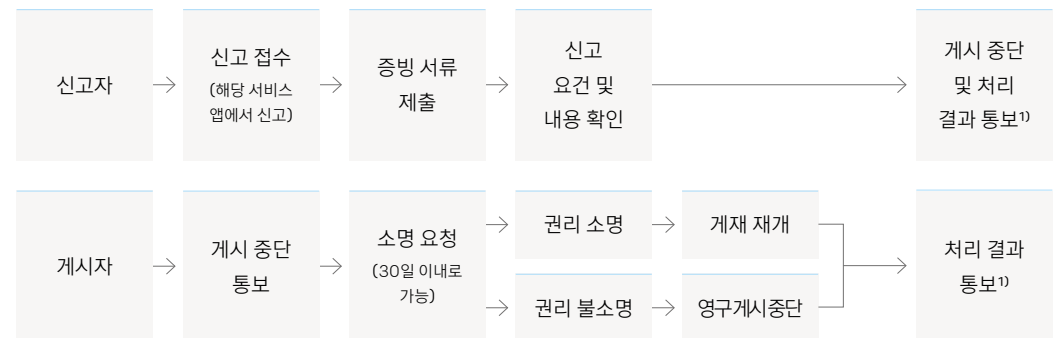 신고자
신고 접수
(해당 서비스
앱에서 신고)
증빙 서류
제출
신고
요건 및
내용 확인
게시 중단
및 처리
결과 통보¹⁾
게시자
게시 중단
통보
소명 요청
(30일 이내로
가능)
권리 소명
게재 재개
권리 불소명
영구게시중단
처리 결과
통보¹⁾